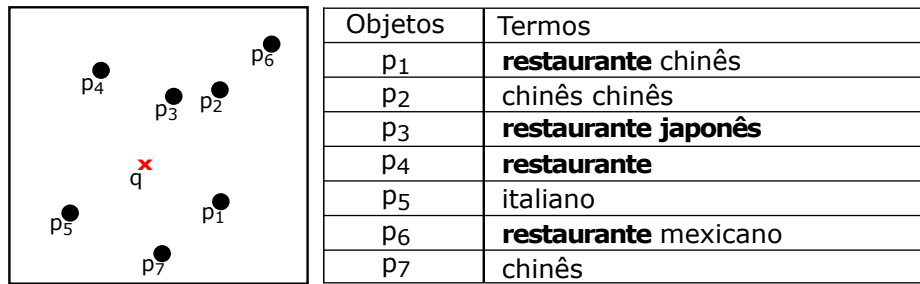 p6
p4
p2
p3
q
p1
p5
p7
Objetos Termos
p1 restaurante chinês
p2 chinês chinês
p3 restaurante japonês
p4 restaurante
p5 italiano
p6 restaurante mexicano
p7 chinês